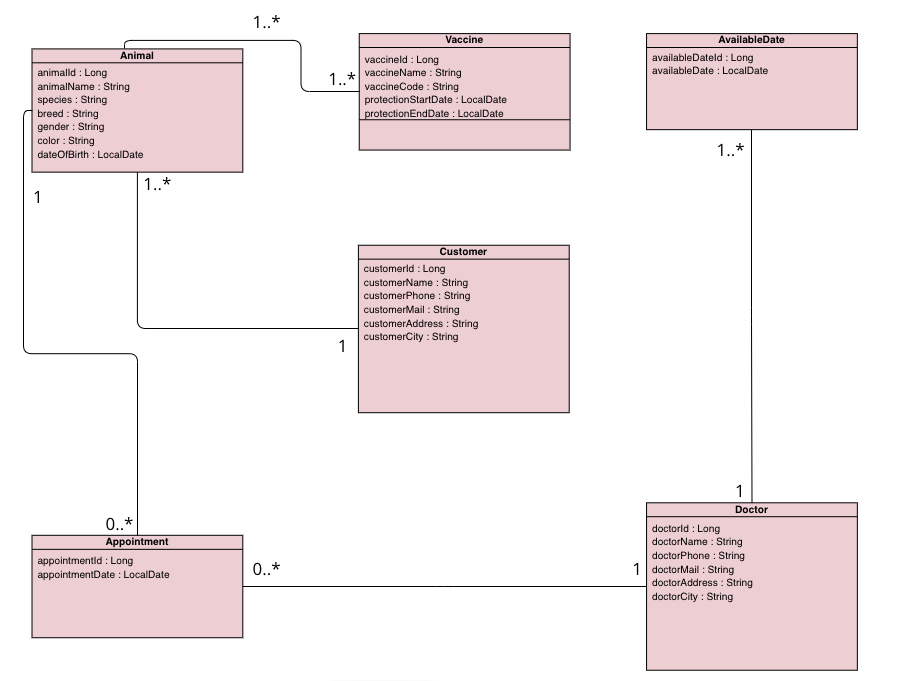 1..*
1..*
Animal
animalId : Long
animalName : String
species : String
breed : String
gender : String
color : String
dateOfBirth : LocalDate
Vaccine
vaccineId : Long
vaccineName : String
vaccineCode : String
protectionStartDate : LocalDate
protectionEndDate : LocalDate
AvailableDate
availableDateId : Long
availableDate : LocalDate
1..*
1..*
1
Customer
customerId : Long
customerName : String
customerPhone : String
customerMail : String
customerAddress : String
customerCity : String
1
1
0..*
Appointment
appointmentId : Long
appointmentDate : LocalDate
0..*
1
Doctor
doctorId : Long
doctorName : String
doctorPhone : String
doctorMail : String
doctorAddress : String
doctorCity : String